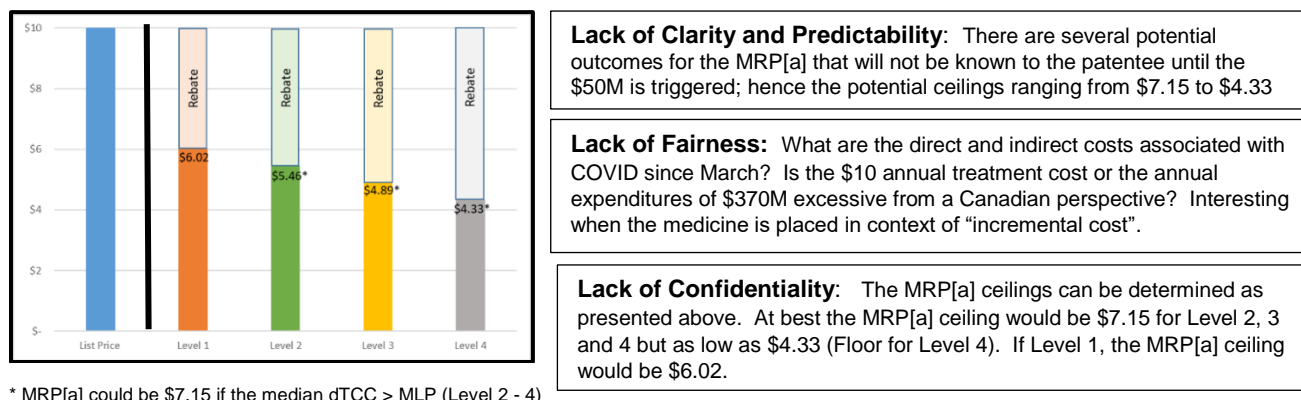 $10
$8
$6
$4
$2
$-
Rebate
Rebate
Rebate
Rebate
$6.02
$5.46*
$4.89*
$4.33*
List Price
Level 1
Level 2
Level 3
Level 4
* MRP[a] could be $7.15 if the median dTCC > MLP (Level 2 - 4)
Lack of Clarity and Predictability: There are several potential
outcomes for the MRP[a] that will not be known to the patentee until the
$50M is triggered; hence the potential ceilings ranging from $7.15 to $4.33
Lack of Fairness: What are the direct and indirect costs associated with
COVID since March? Is the $10 annual treatment cost or the annual
expenditures of $370M excessive from a Canadian perspective? Interesting
when the medicine is placed in context of “incremental cost”.
Lack of Confidentiality: The MRP[a] ceilings can be determined as
presented above. At best the MRP[a] ceiling would be $7.15 for Level 2, 3
and 4 but as low as $4.33 (Floor for Level 4). If Level 1, the MRP[a] ceiling
would be $6.02.